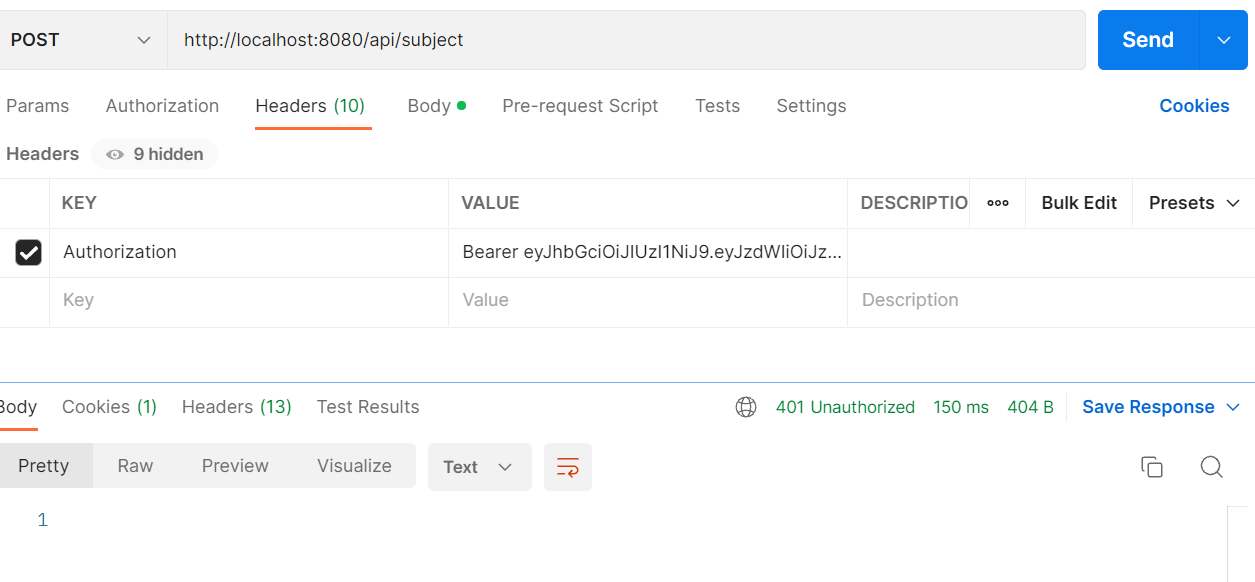 POST http://localhost:8080/api/subject Send
Params Authorization Headers (10) Body Pre-request Script Tests Settings Cookies
Headers 9 hidden
KEY VALUE DESCRIPTIO Bulk Edit Presets
Authorization Bearer eyJhbGciOiJIUzI1NiJ9.eyJzdWIiOiJz...
Key Value Description
Body Cookies (1) Headers (13) Test Results 401 Unauthorized 150 ms 404 B Save Response
Pretty Raw Preview Visualize Text
1